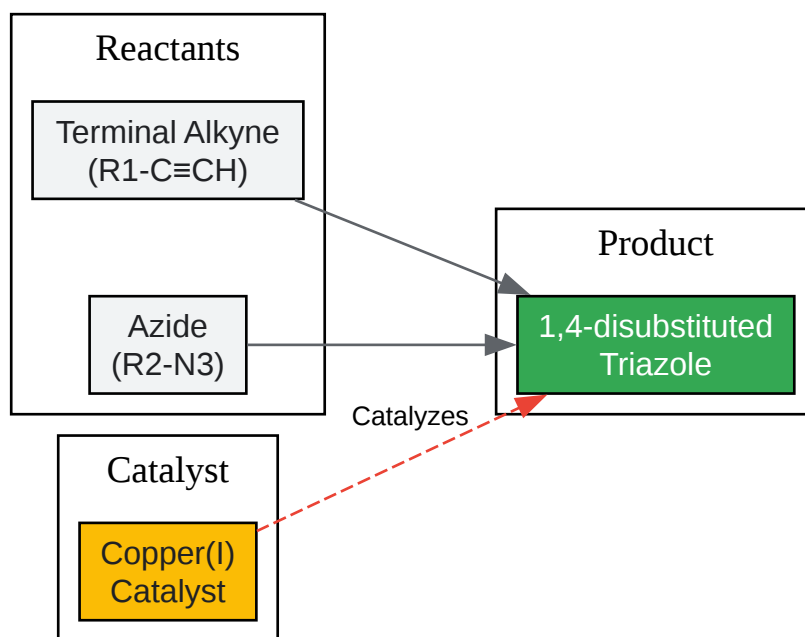 Reactants
Terminal Alkyne
(R1-C≡CH)
Azide
(R2-N3)
Product
1,4-disubstituted
Triazole
Catalyzes
Catalyst
Copper(I)
Catalyst